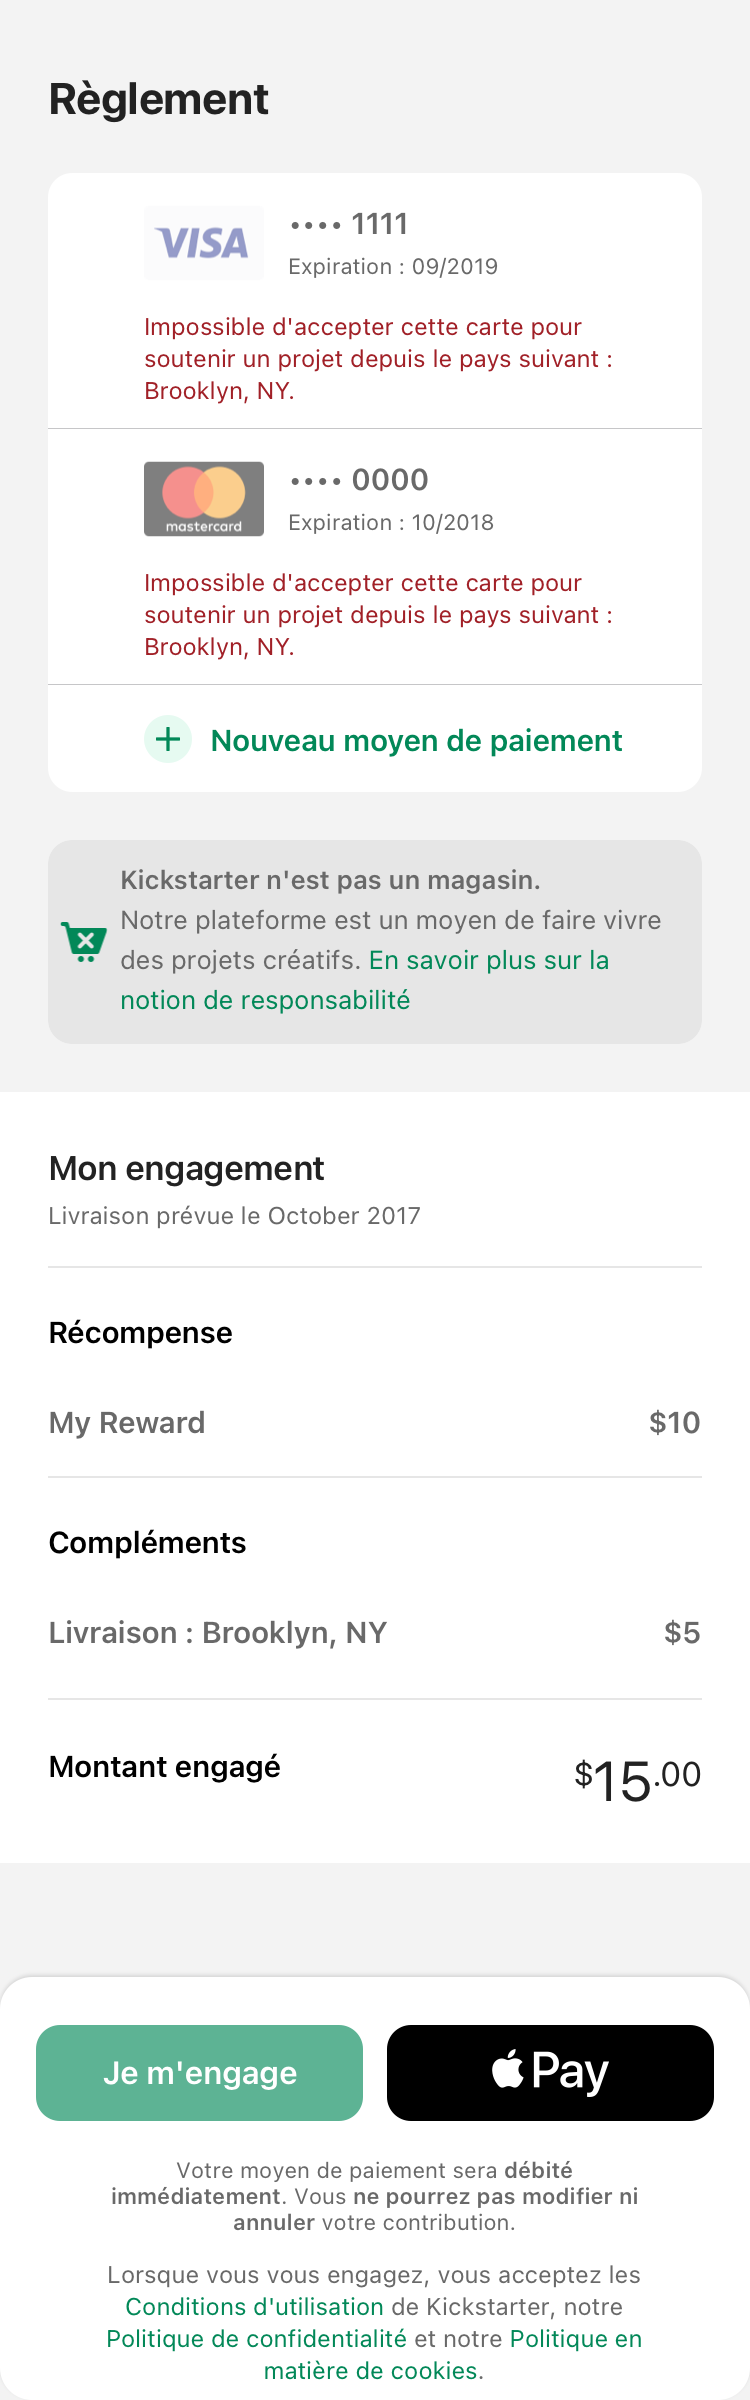 Règlement
VISA
•••• 1111
Expiration : 09/2019
Impossible d'accepter cette carte pour
soutenir un projet depuis le pays suivant :
Brooklyn, NY.
mastercard
•••• 0000
Expiration : 10/2018
Impossible d'accepter cette carte pour
soutenir un projet depuis le pays suivant :
Brooklyn, NY.
Nouveau moyen de paiement
Kickstarter n'est pas un magasin.
Notre plateforme est un moyen de faire vivre
des projets créatifs. En savoir plus sur la
notion de responsabilité
Mon engagement
Livraison prévue le October 2017
Récompense
My Reward $10
Compléments
Livraison : Brooklyn, NY $5
Montant engagé $15.00
Je m'engage
Pay
Votre moyen de paiement sera débité
immédiatement. Vous ne pourrez pas modifier ni
annuler votre contribution.
Lorsque vous vous engagez, vous acceptez les
Conditions d'utilisation de Kickstarter, notre
Politique de confidentialité et notre Politique en
matière de cookies.